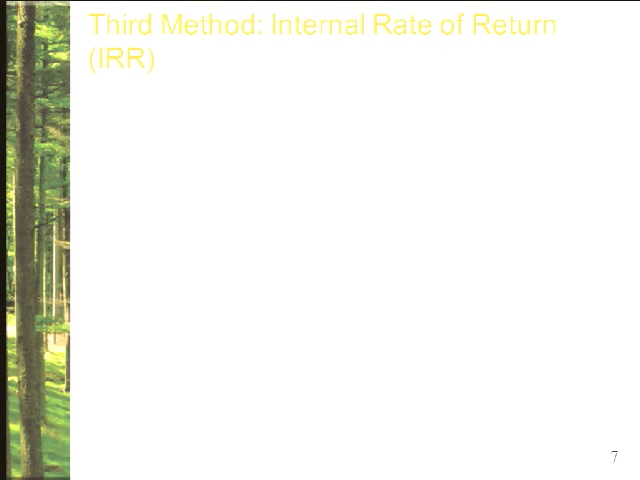 Third Method: Internal Rate of Return
(IRR)
7